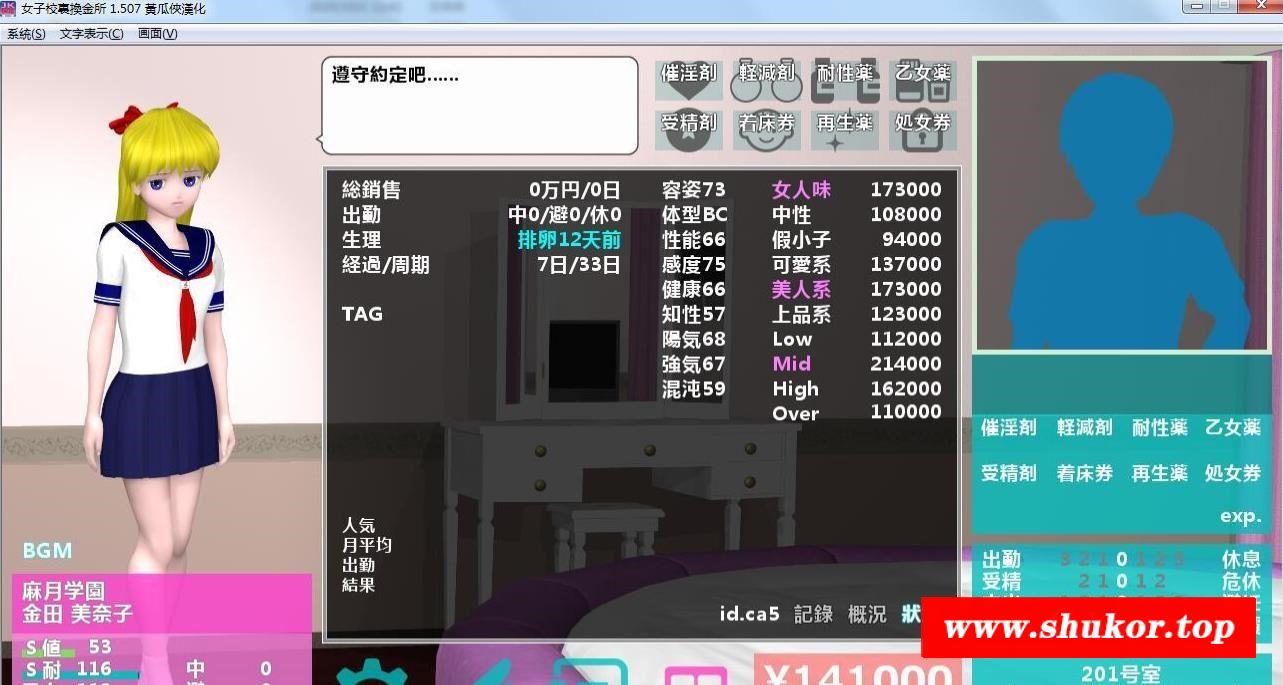 女子校裏換金所 1.507 黃瓜俠漢化
系統(S) 文字表示(C) 画面(V)
遵守約定吧......
催淫剤 軽減剤 耐性薬 乙女薬
受精剤 着床券 再生薬 処女券
総銷售 0万円/0日 容姿73 女人味 173000
出勤 中0/避0/休0 体型BC 中性 108000
生理 排卵12天前 性能66 假小子 94000
経過/周期 7日/33日 感度75 可愛系 137000
健康66 美人系 173000
TAG 知性57 上品系 123000
陽気68 Low 112000
強気67 Mid 214000
混沌59 High 162000
Over 110000
人気
月平均
出勤
結果
id.ca5 記錄 概況
BGM
麻月学園
金田 美奈子
S値 53
S耐 116 中 0
¥141000
催淫剤 軽減剤 耐性薬 乙女薬
受精剤 着床券 再生薬 処女券
exp.
出勤 3 2 1 0 1 2 3 休息
受精 2 1 0 1 2 危休
www.shukor.top
201号室